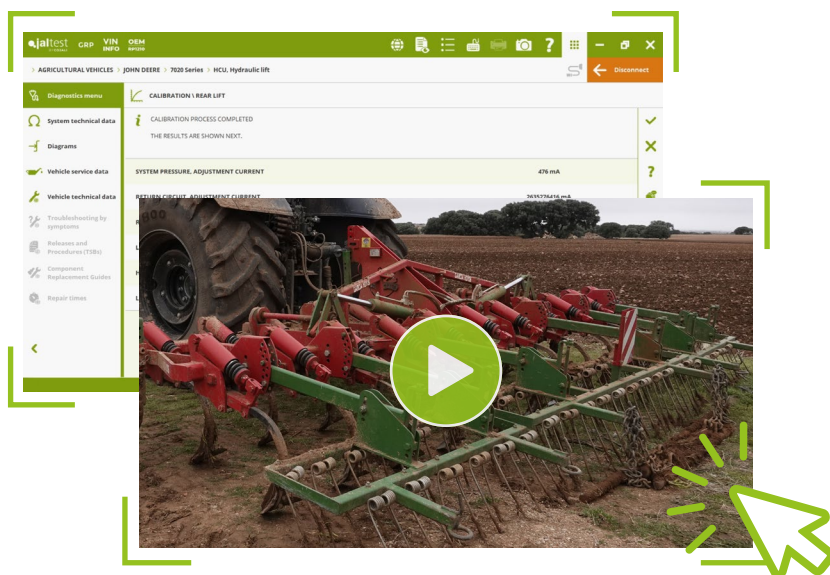 jaltest
GRP
VIN
INFO
OEM
?
> AGRICULTURAL VEHICLES > JOHN DEERE > 7020 Series > HCU, Hydraulic lift
Disconnect
Diagnostics menu
CALIBRATION \ REAR LIFT
System technical data
CALIBRATION PROCESS COMPLETED
THE RESULTS ARE SHOWN NEXT.
Diagrams
Vehicle service data
SYSTEM PRESSURE, ADJUSTMENT CURRENT 476 mA
?
Vehicle technical data
RETURN CIRCUIT, ADJUSTMENT CURRENT 2635276416 mA
Troubleshooting by
symptoms
Releases and
Procedures (TSBs)
Component
Replacement Guides
Repair times